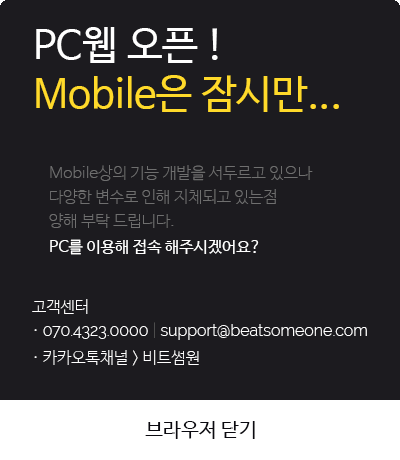 PC웹 오픈 !
Mobile은 잠시만...
Mobile상의 기능 개발을 서두르고 있으나
다양한 변수로 인해 지체되고 있는점
양해 부탁 드립니다.
PC를 이용해 접속 해주시겠어요?
고객센터
· 070.4323.0000 | support@beatsomeone.com
· 카카오톡채널 > 비트썸원
브라우저 닫기